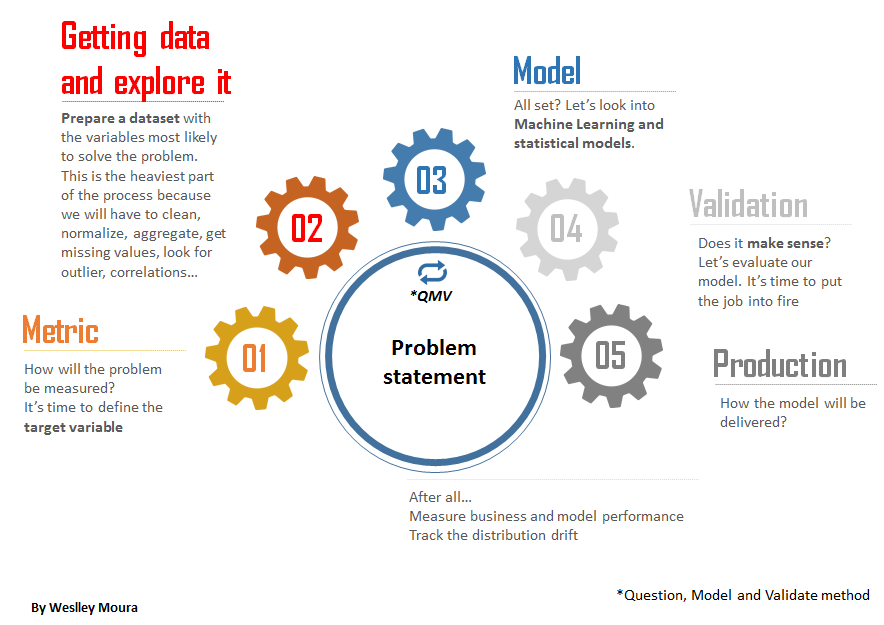 Getting data
and explore it
Prepare a dataset with
the variables most likely
to solve the problem.
This is the heaviest part
of the process because
we will have to clean,
normalize, aggregate, get
missing values, look for
outlier, correlations...
Model
All set? Let's look into
Machine Learning and
statistical models.
03
02
04
Validation
Does it make sense?
Let's evaluate our
model. It's time to put
the job into fire
*QMV
Problem
statement
Metric
How will the problem
be measured?
It's time to define the
target variable
01
05
Production
How the model will be
delivered?
After all...
Measure business and model performance
Track the distribution drift
*Question, Model and Validate method
By Weslley Moura